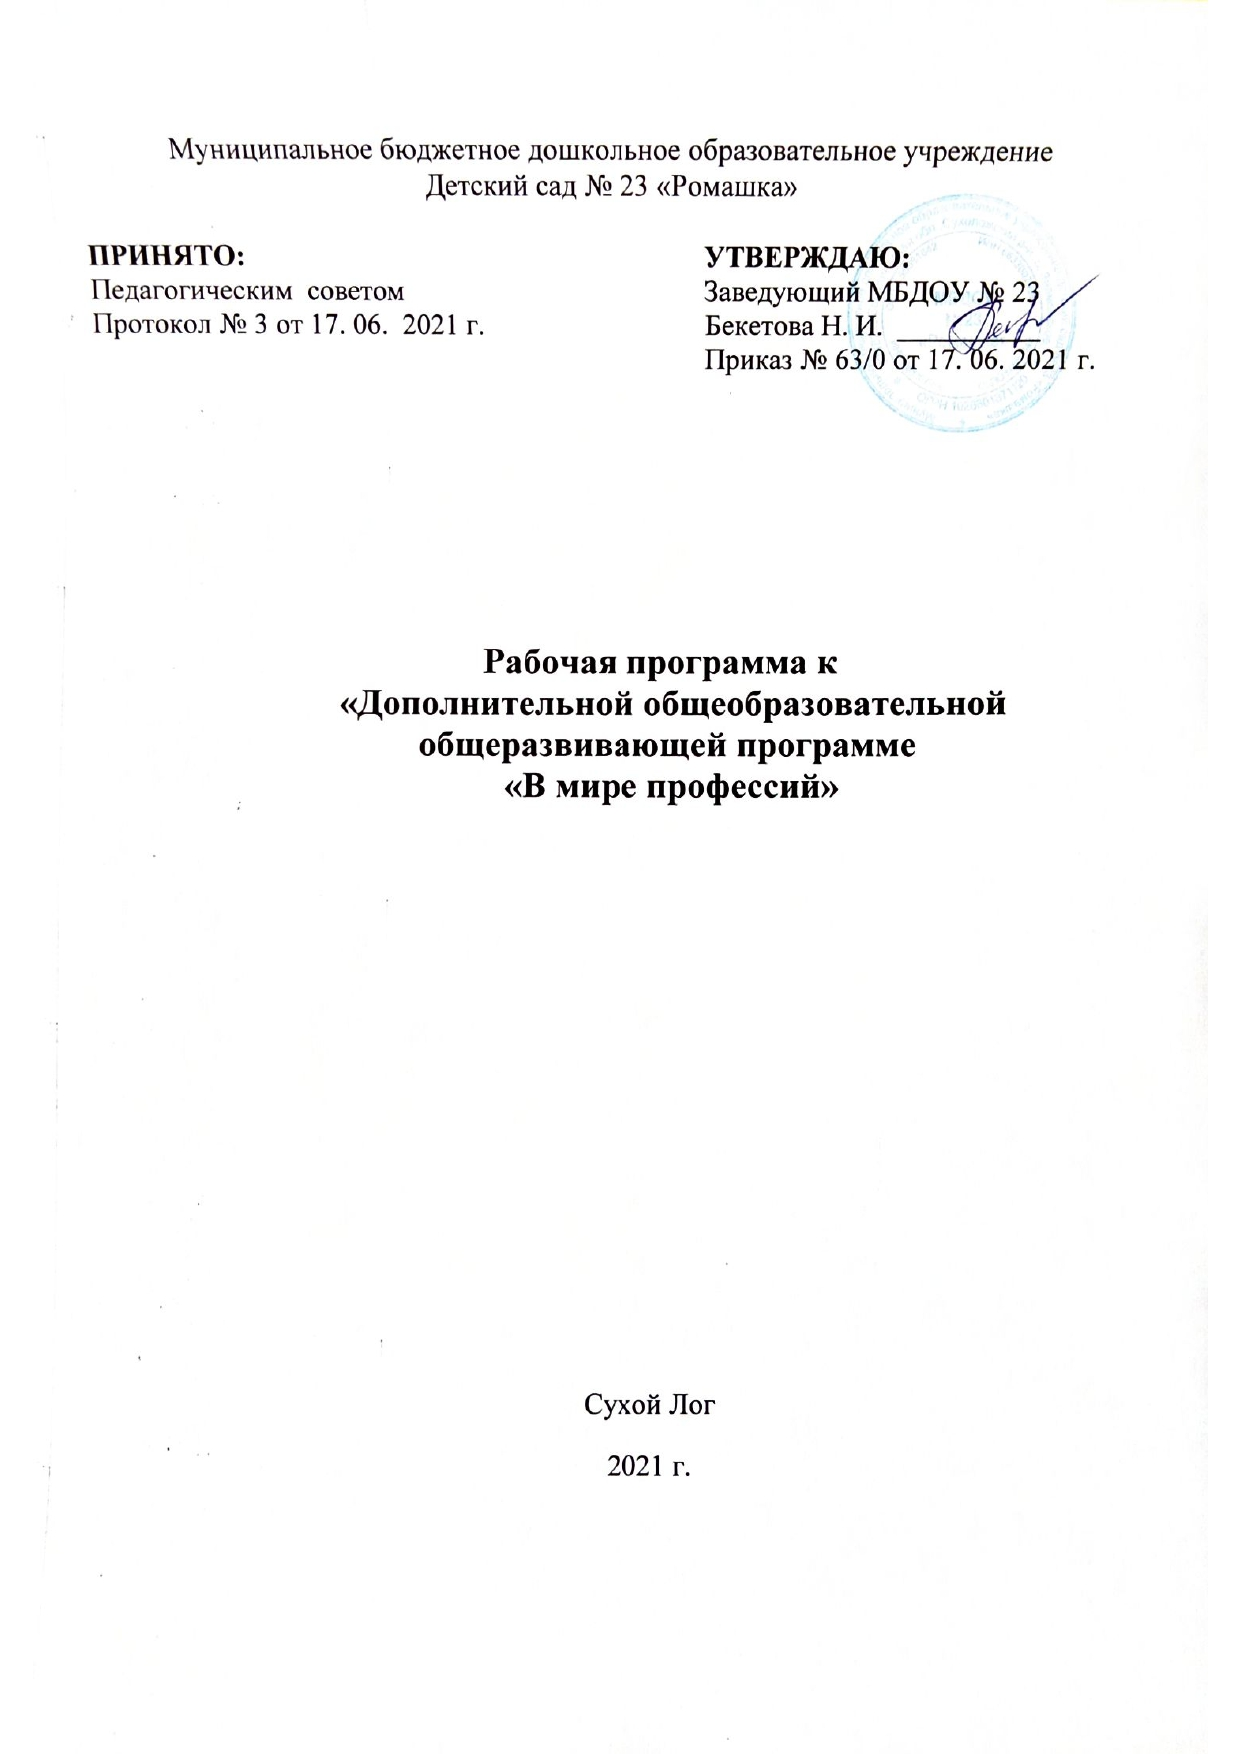 Муниципальное бюджетное дошкольное образовательное учреждение
Детский сад № 23 «Ромашка»
ПРИНЯТО:
Педагогическим советом
Протокол № 3 от 17. 06. 2021 г.
УТВЕРЖДАЮ:
Заведующий МБДОУ № 23
Бекетова Н. И. ___________
Приказ № 63/0 от 17. 06. 2021 г.
Рабочая программа к
«Дополнительной общеобразовательной
общеразвивающей программе
«В мире профессий»
Сухой Лог
2021 г.